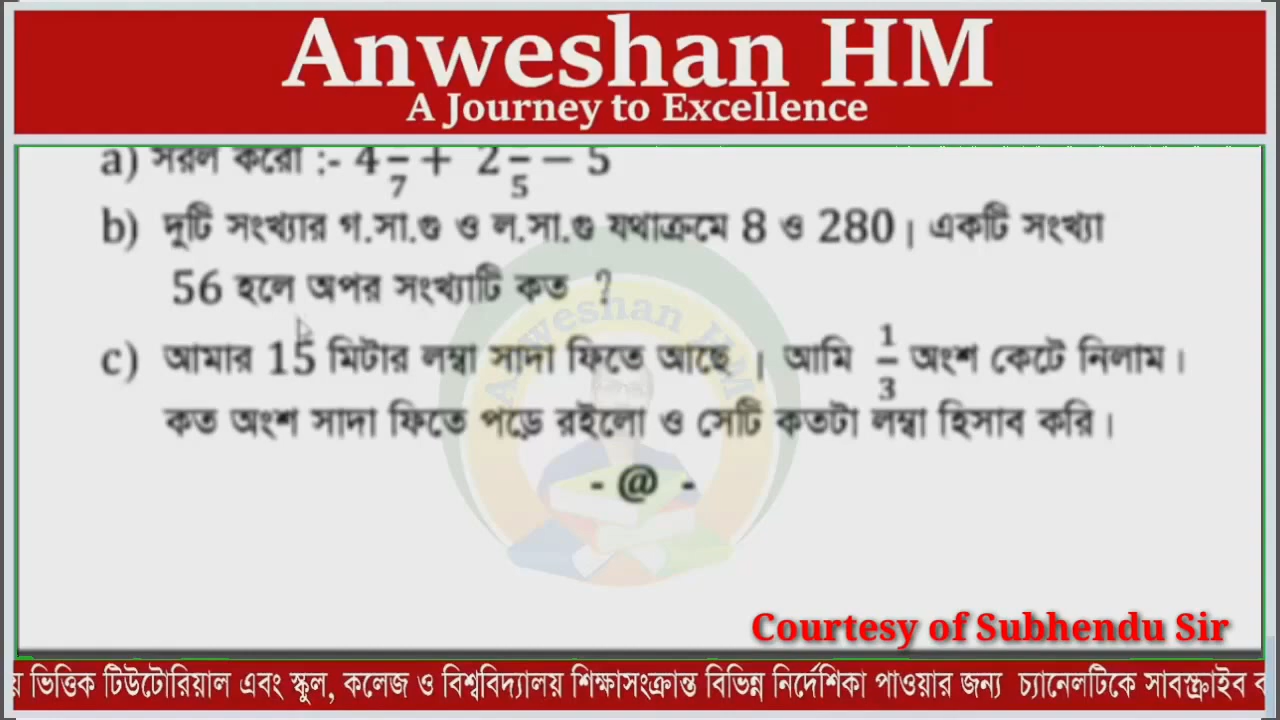 Anweshan HM
A Journey to Excellence
a) সরল করো :- 4 7 + 2 5 − 5
b) দুটি সংখ্যার গ.সা.গু ও ল.সা.গু যথাক্রমে 8 ও 280। একটি সংখ্যা
56 হলে অপর সংখ্যাটি কত ?
c) আমার 15 মিটার লম্বা সাদা ফিতে আছে । আমি 1/3 অংশ কেটে নিলাম।
কত অংশ সাদা ফিতে পড়ে রইলো ও সেটি কতটা লম্বা হিসাব করি।
- @ -
Anweshan HM
Courtesy of Subhendu Sir
ভিত্তিক টিউটোরিয়াল এবং স্কুল, কলেজ ও বিশ্ববিদ্যালয় শিক্ষাসংক্রান্ত বিভিন্ন নির্দেশিকা পাওয়ার জন্য চ্যানেলটিকে সাবস্ক্রাইব